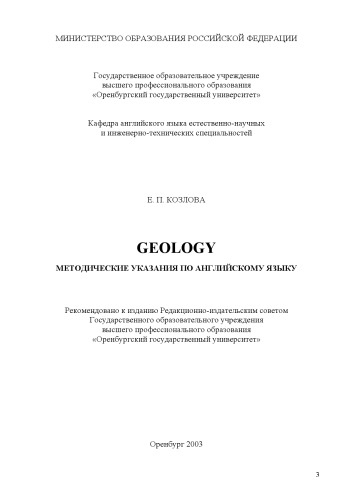 МИНИСТЕРСТВО ОБРАЗОВАНИЯ РОССИЙСКОЙ ФЕДЕРАЦИИ
Государственное образовательное учреждение
высшего профессионального образования
«Оренбургский государственный университет»
Кафедра английского языка естественно-научных
и инженерно-технических специальностей
Е. П. КОЗЛОВА
GEOLOGY
МЕТОДИЧЕСКИЕ УКАЗАНИЯ ПО АНГЛИЙСКОМУ ЯЗЫКУ
Рекомендовано к изданию Редакционно-издательским советом
Государственного образовательного учреждения
высшего профессионального образования
«Оренбургский государственный университет»
Оренбург 2003
3